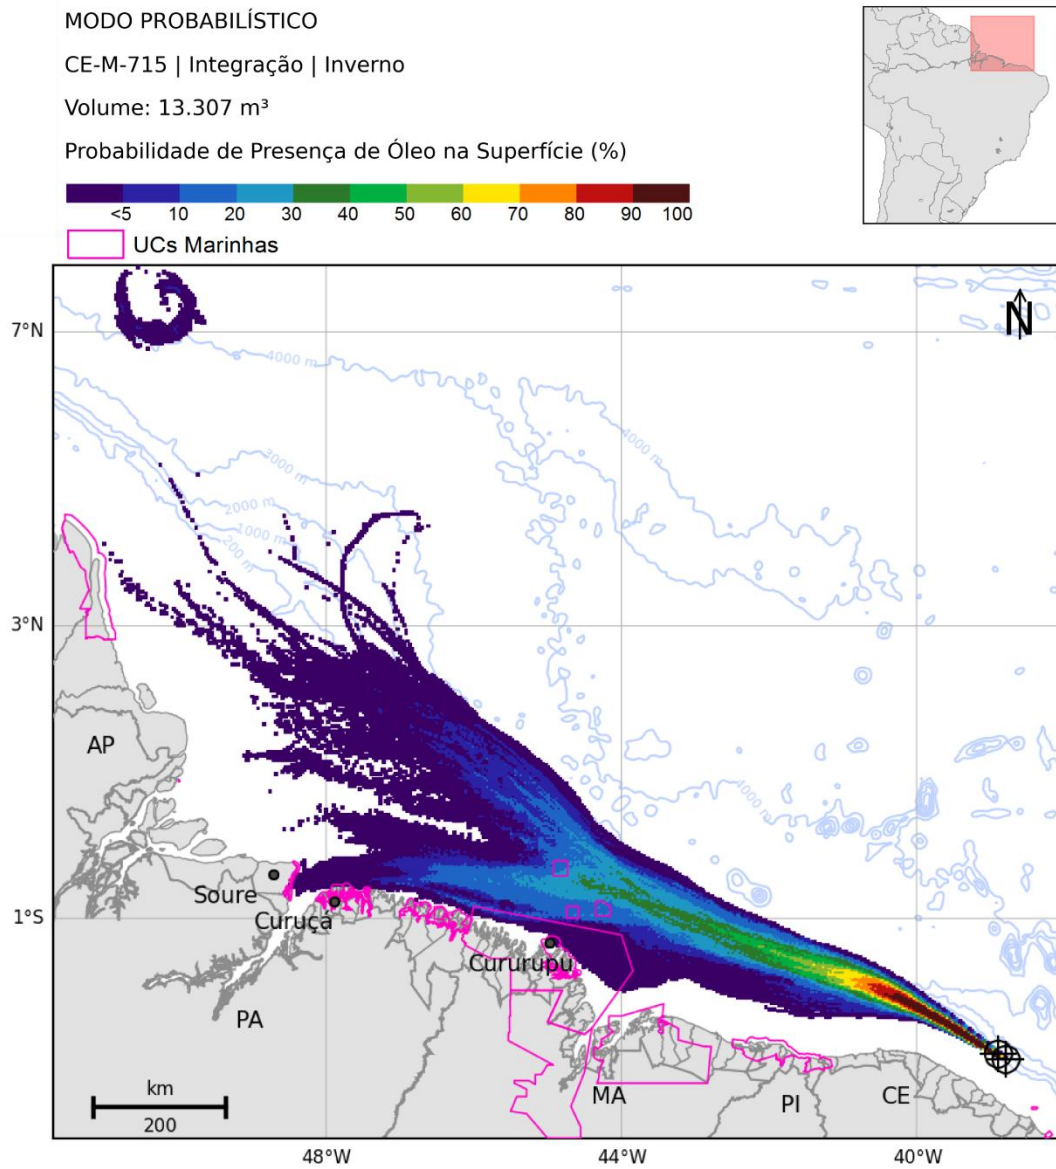 MODO PROBABILÍSTICO
CE-M-715 | Integração | Inverno
Volume: 13.307 m³
Probabilidade de Presença de Óleo na Superfície (%)
<5 10 20 30 40 50 60 70 80 90 100
UCs Marinhas
N
7°N
4000 m
4000 m
3000 m
2000 m
1000 m
200 m
3°N
AP
4000 m
Soure
Curuçá
1°S
Cururupu
PA
MA
PI
CE
km
200
48°W 44°W 40°W